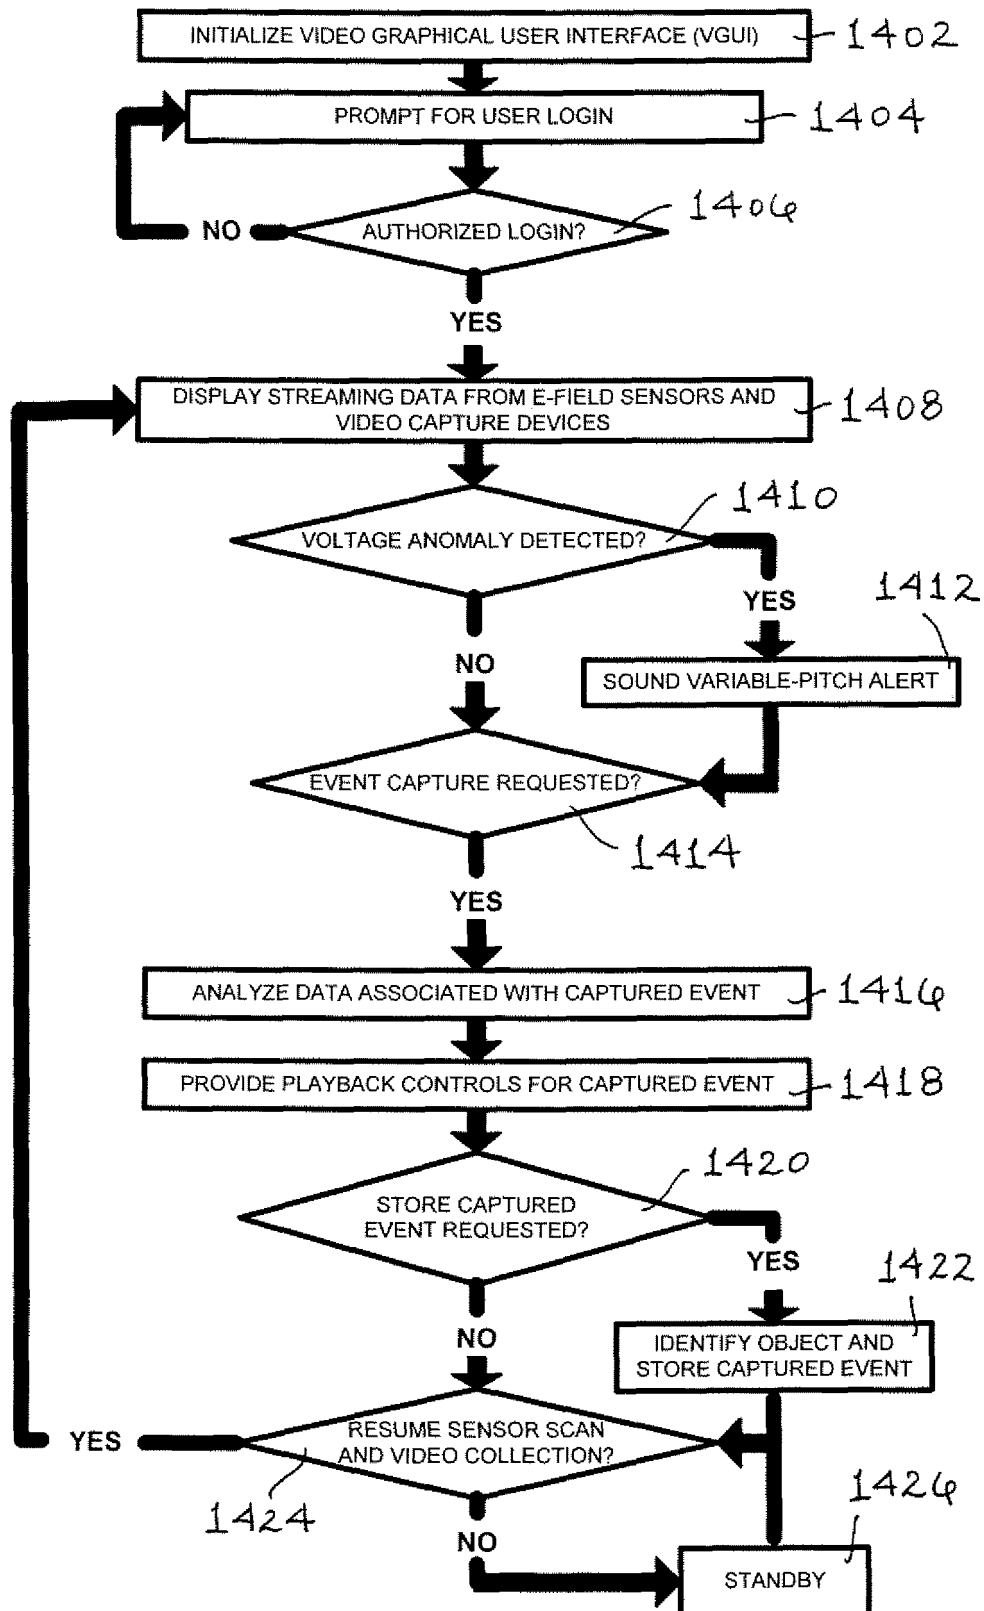 INITIALIZE VIDEO GRAPHICAL USER INTERFACE (VGUI)
1402
PROMPT FOR USER LOGIN
1404
AUTHORIZED LOGIN?
1406
NO
YES
DISPLAY STREAMING DATA FROM E-FIELD SENSORS AND
VIDEO CAPTURE DEVICES
1408
VOLTAGE ANOMALY DETECTED?
1410
YES
1412
NO
SOUND VARIABLE-PITCH ALERT
EVENT CAPTURE REQUESTED?
1414
YES
ANALYZE DATA ASSOCIATED WITH CAPTURED EVENT
1416
PROVIDE PLAYBACK CONTROLS FOR CAPTURED EVENT
1418
STORE CAPTURED
EVENT REQUESTED?
1420
YES
1422
NO
IDENTIFY OBJECT AND
STORE CAPTURED EVENT
RESUME SENSOR SCAN
AND VIDEO COLLECTION?
YES
1424
NO
1426
STANDBY